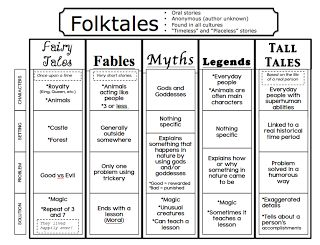 Folktales
• Oral stories
• Anonymous (author unknown)
• Found in all cultures
• "Timeless" and "Placeless" stories
Fairy
Tales
Fables
Myths
Legends
TALL
TALES
CHARACTERS
Once upon a time
*Royalty
(King, Queen, etc.)
*Animals
Very short stories
*Animals
acting like
people
*3 or less
Gods and
Goddesses
*Everyday
people
*Animals are
often main
characters
Based on the life
of a real person
Everyday
people with
superhuman
abilities
SETTING
*Castle
*Forest
Generally
outside
somewhere
Nothing
specific
Nothing
specific
Linked to a
real historical
time period
PROBLEM
Good vs Evil
Only one
problem using
trickery
Explains
something that
happens in
nature by
using gods
and/or
goddesses
*Good = rewarded
*Bad = punished
Explains
how or why
something in
nature came
to be
Problem
solved in a
humorous
way
SOLUTION
*Magic
*Repeat of 3
and 7
They lived
happily ever after!
Ends with a
lesson
(Moral)
*Magic
*Unusual
creatures
*Can teach a
lesson
*Magic
*Sometimes it
teaches a
lesson
*Exaggerated
details
*Tells about a
person's
accomplishments